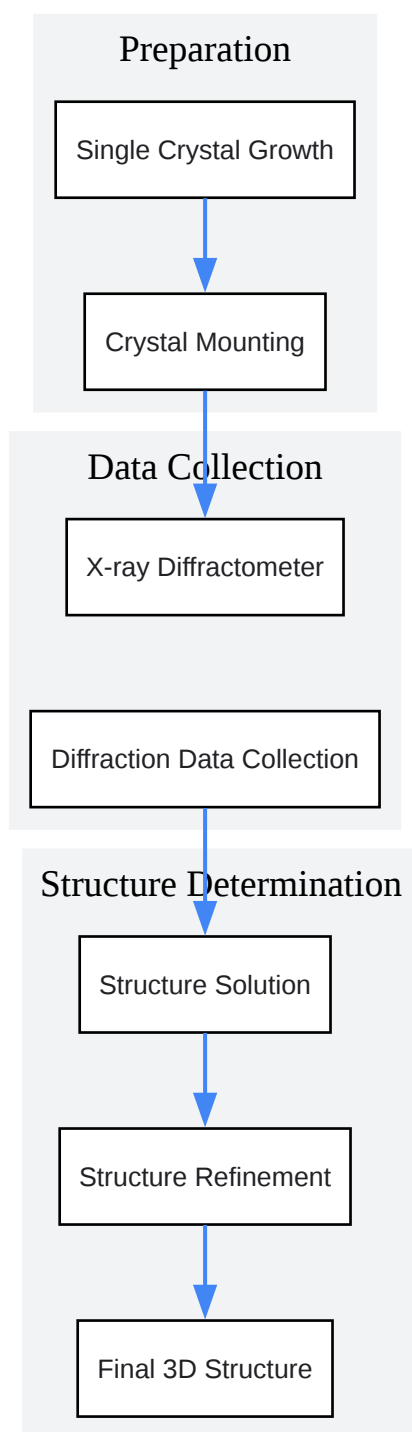 Preparation
Single Crystal Growth
Crystal Mounting
Data Collection
X-ray Diffractometer
Diffraction Data Collection
Structure Determination
Structure Solution
Structure Refinement
Final 3D Structure